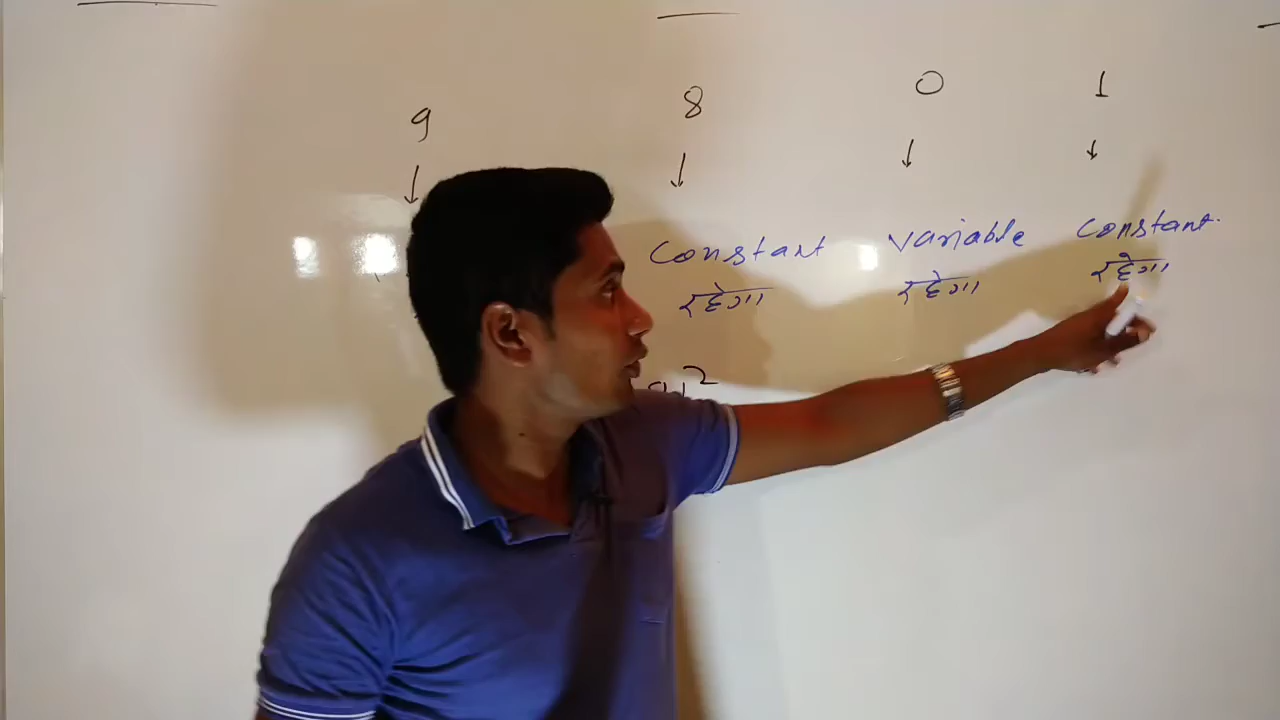 9 8 0 1
↓ ↓ ↓ ↓
Constant Variable Constant.
रहेगा रहेगा रहेगा